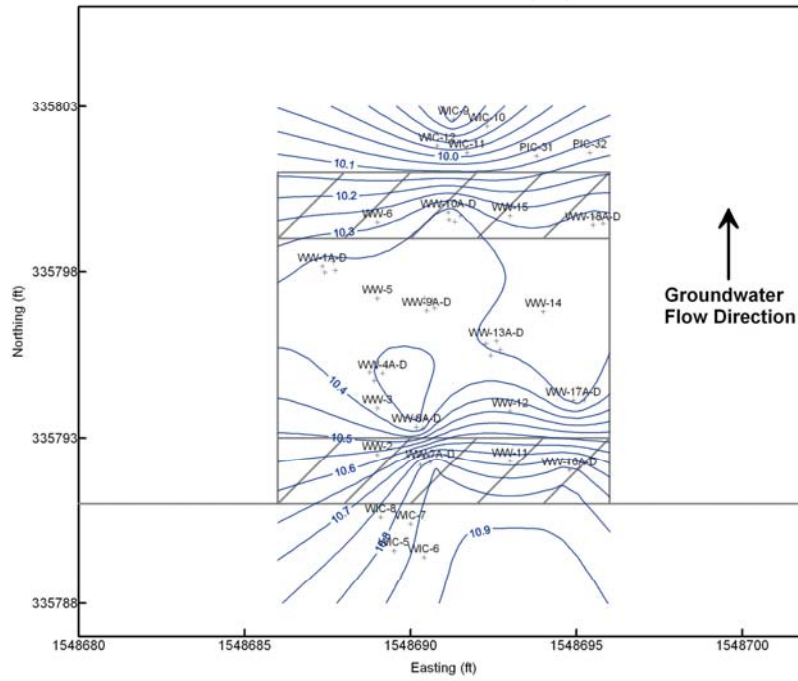 335803
WIC-9
WIC-10
WIC-12
WIC-11
PIC-31
PIC-32
10.0
10.1
10.2
WW-10A-D
WW-15
WW-6
WW-18A-D
10.3
335798
WW-1A-D
WW-5
WW-9A-D
WW-14
Groundwater
Flow Direction
WW-13A-D
Northing (ft)
WW-4A-D
10.4
WW-17A-D
WW-3
WW-12
WW-8A-D
335793
10.5
WW-2
WW-11
WW-7A-D
WW-16A-D
10.6
10.7
WIC-8
WIC-7
10.8
10.9
WIC-5
WIC-6
335788
1548680
1548685
1548690
1548695
1548700
Easting (ft)